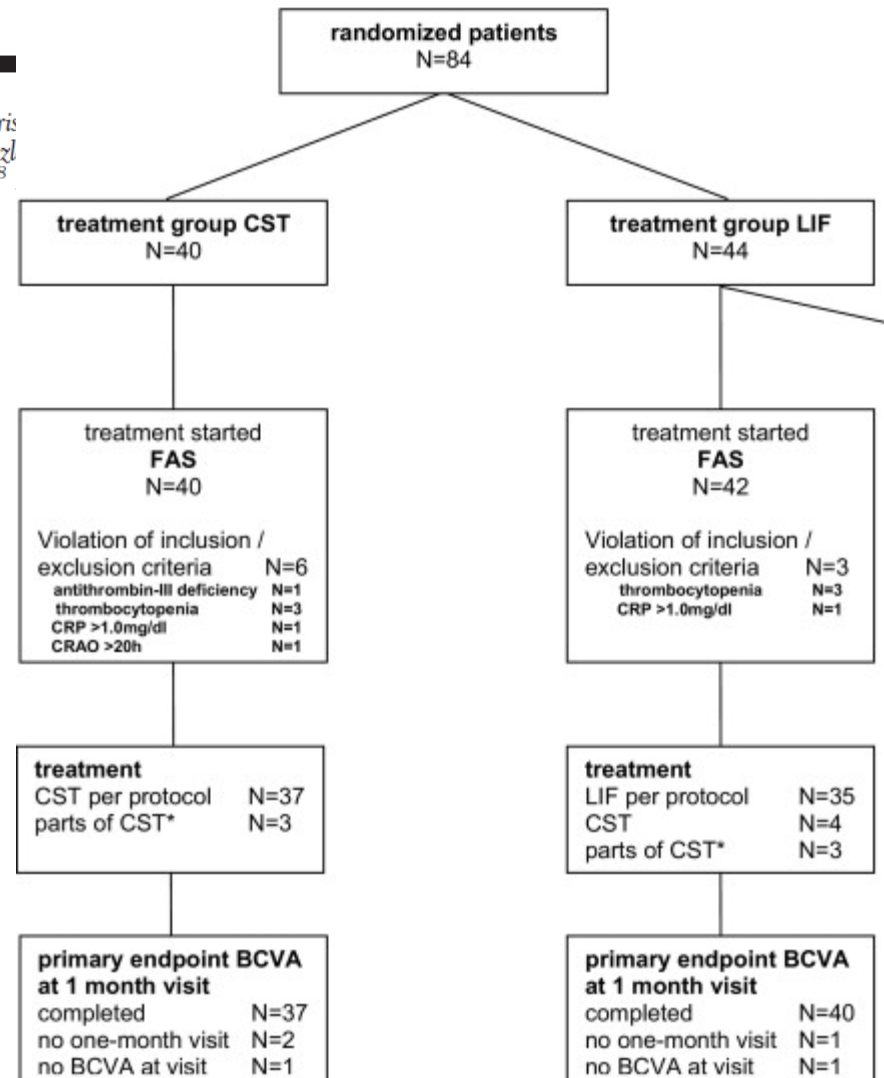 randomized patients
N=84
treatment group CST
N=40
treatment group LIF
N=44
treatment started
FAS
N=40
Violation of inclusion /
exclusion criteria N=6
antithrombin-III deficiency N=1
thrombocytopenia N=3
CRP >1.0mg/dl N=1
CRAO >20h N=1
treatment started
FAS
N=42
Violation of inclusion /
exclusion criteria N=3
thrombocytopenia N=3
CRP >1.0mg/dl N=1
treatment
CST per protocol N=37
parts of CST* N=3
treatment
LIF per protocol N=35
CST N=4
parts of CST* N=3
primary endpoint BCVA
at 1 month visit
completed N=37
no one-month visit N=2
no BCVA at visit N=1
primary endpoint BCVA
at 1 month visit
completed N=40
no one-month visit N=1
no BCVA at visit N=1